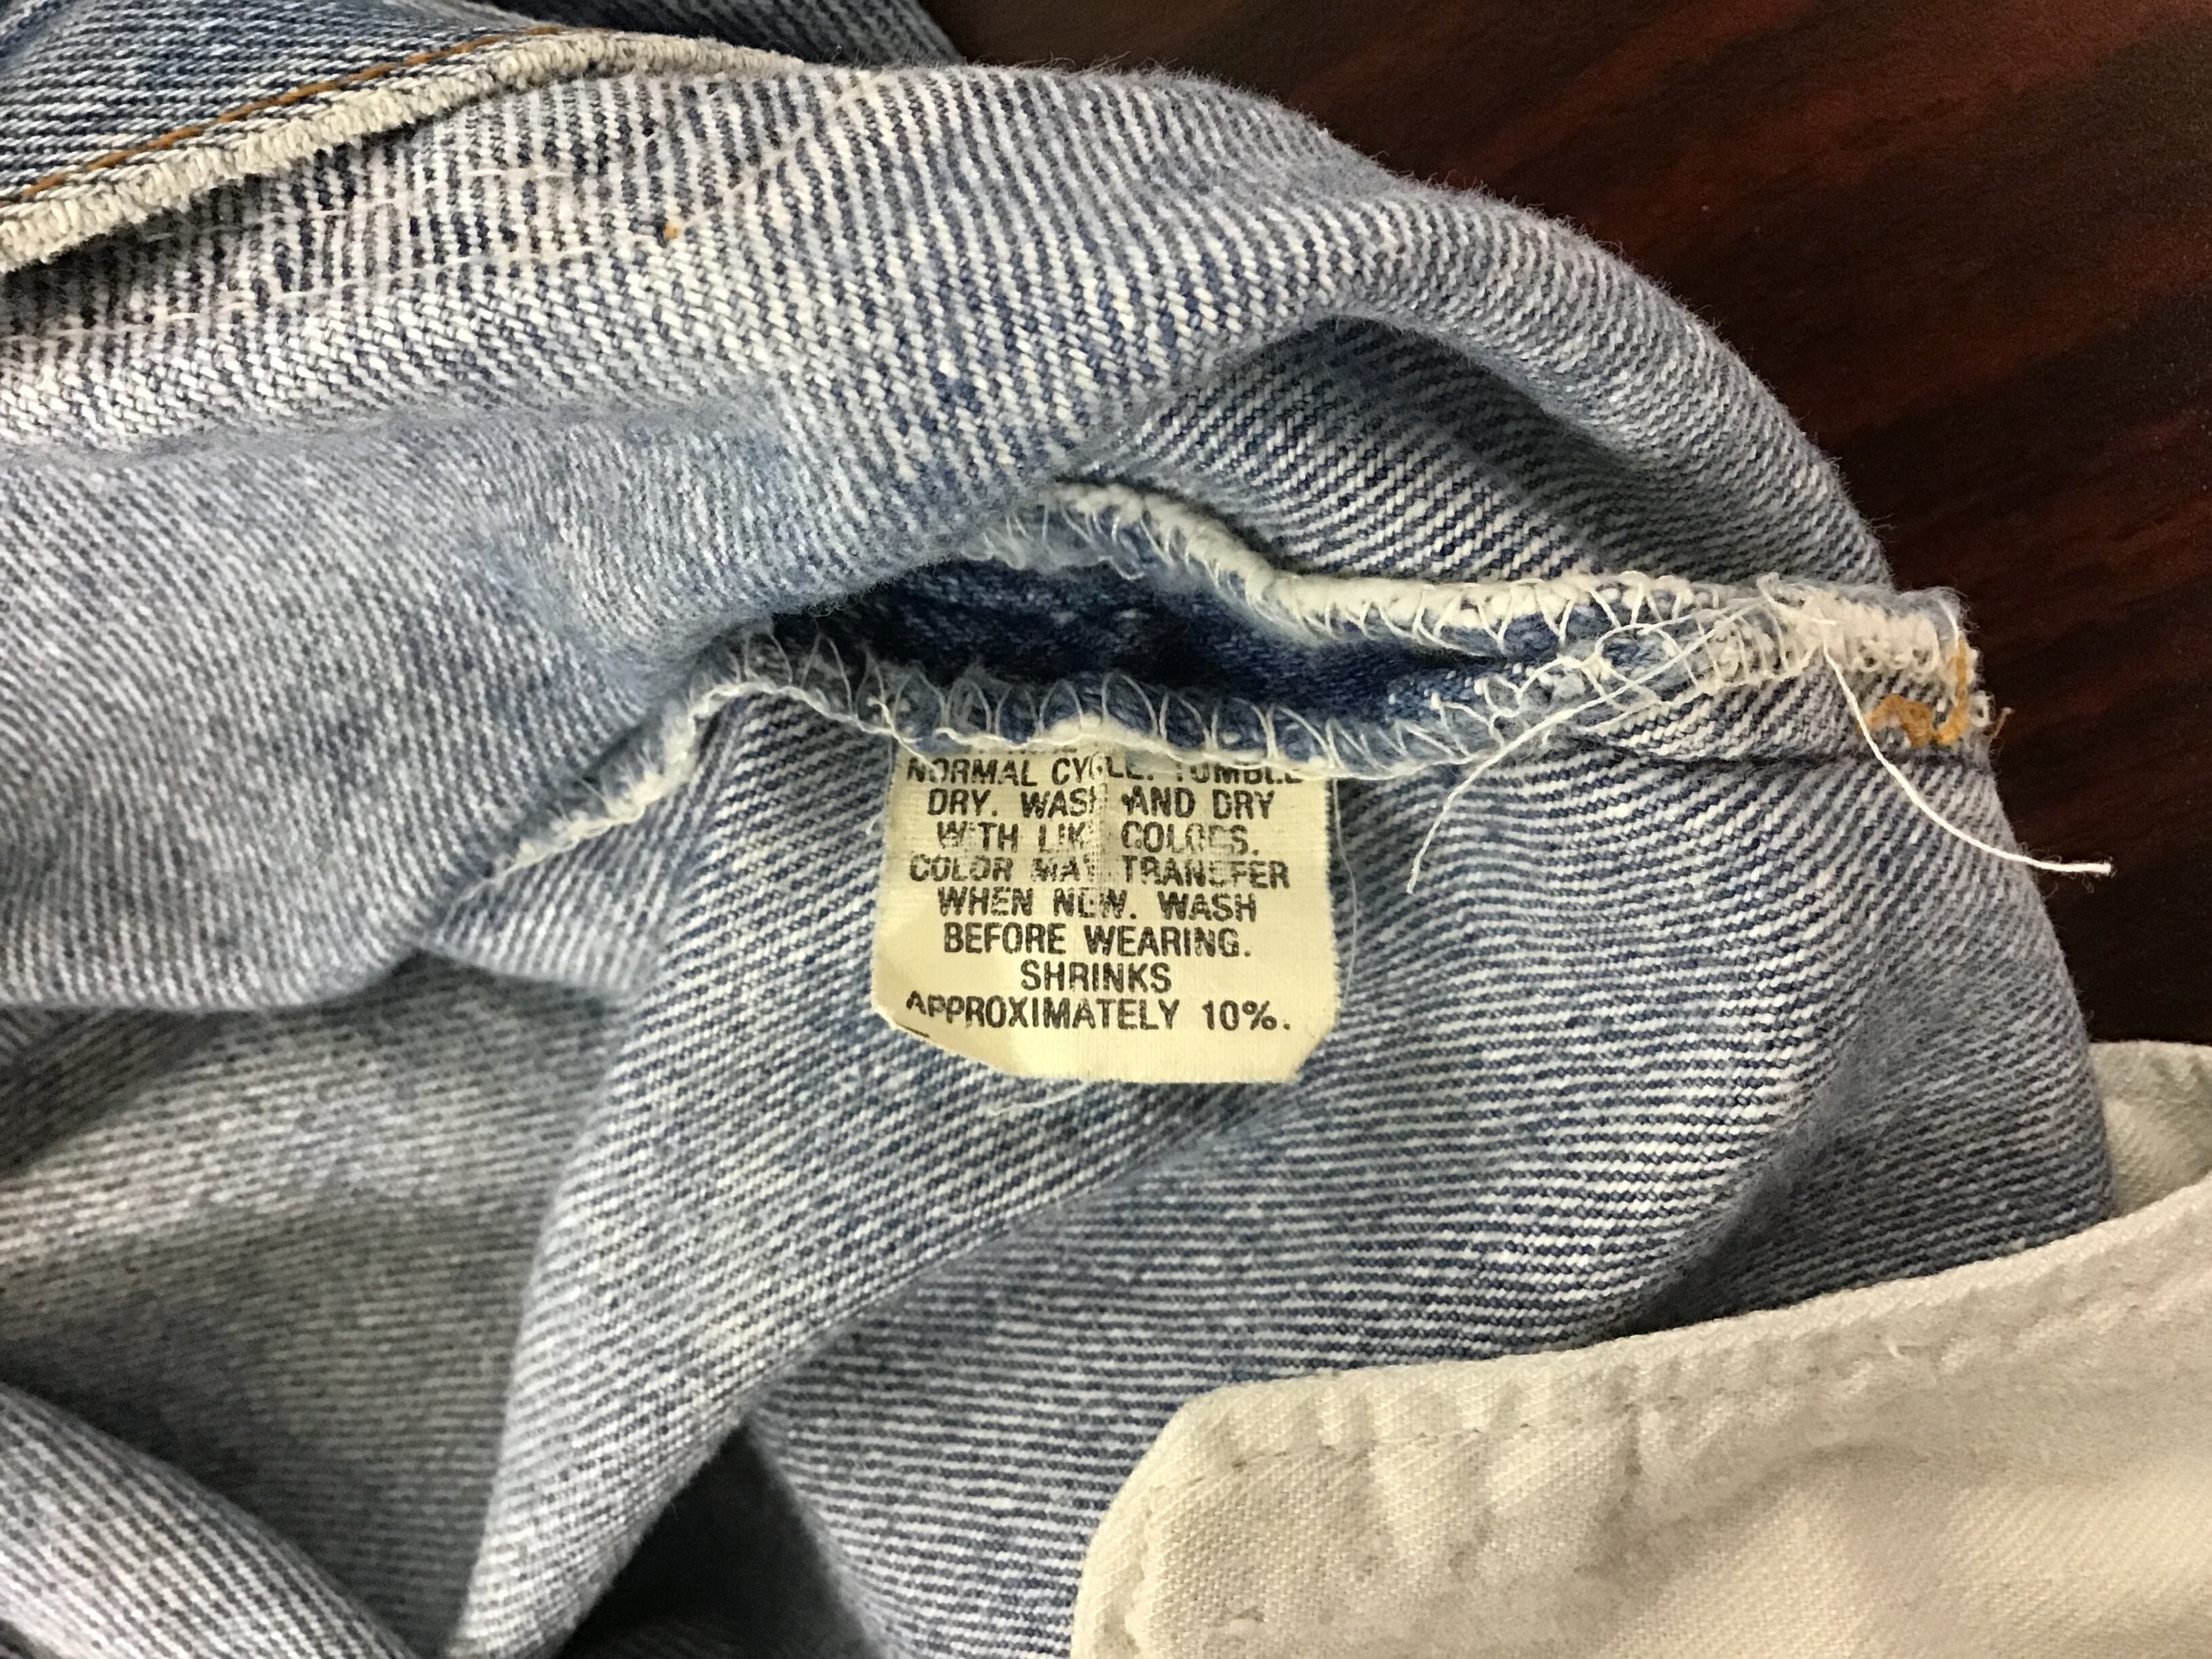 NORMAL CYCLE. TUMBLE
DRY. WASH AND DRY
WITH LIKE COLORS.
COLOR MAY TRANSFER
WHEN NEW. WASH
BEFORE WEARING.
SHRINKS
APPROXIMATELY 10%.